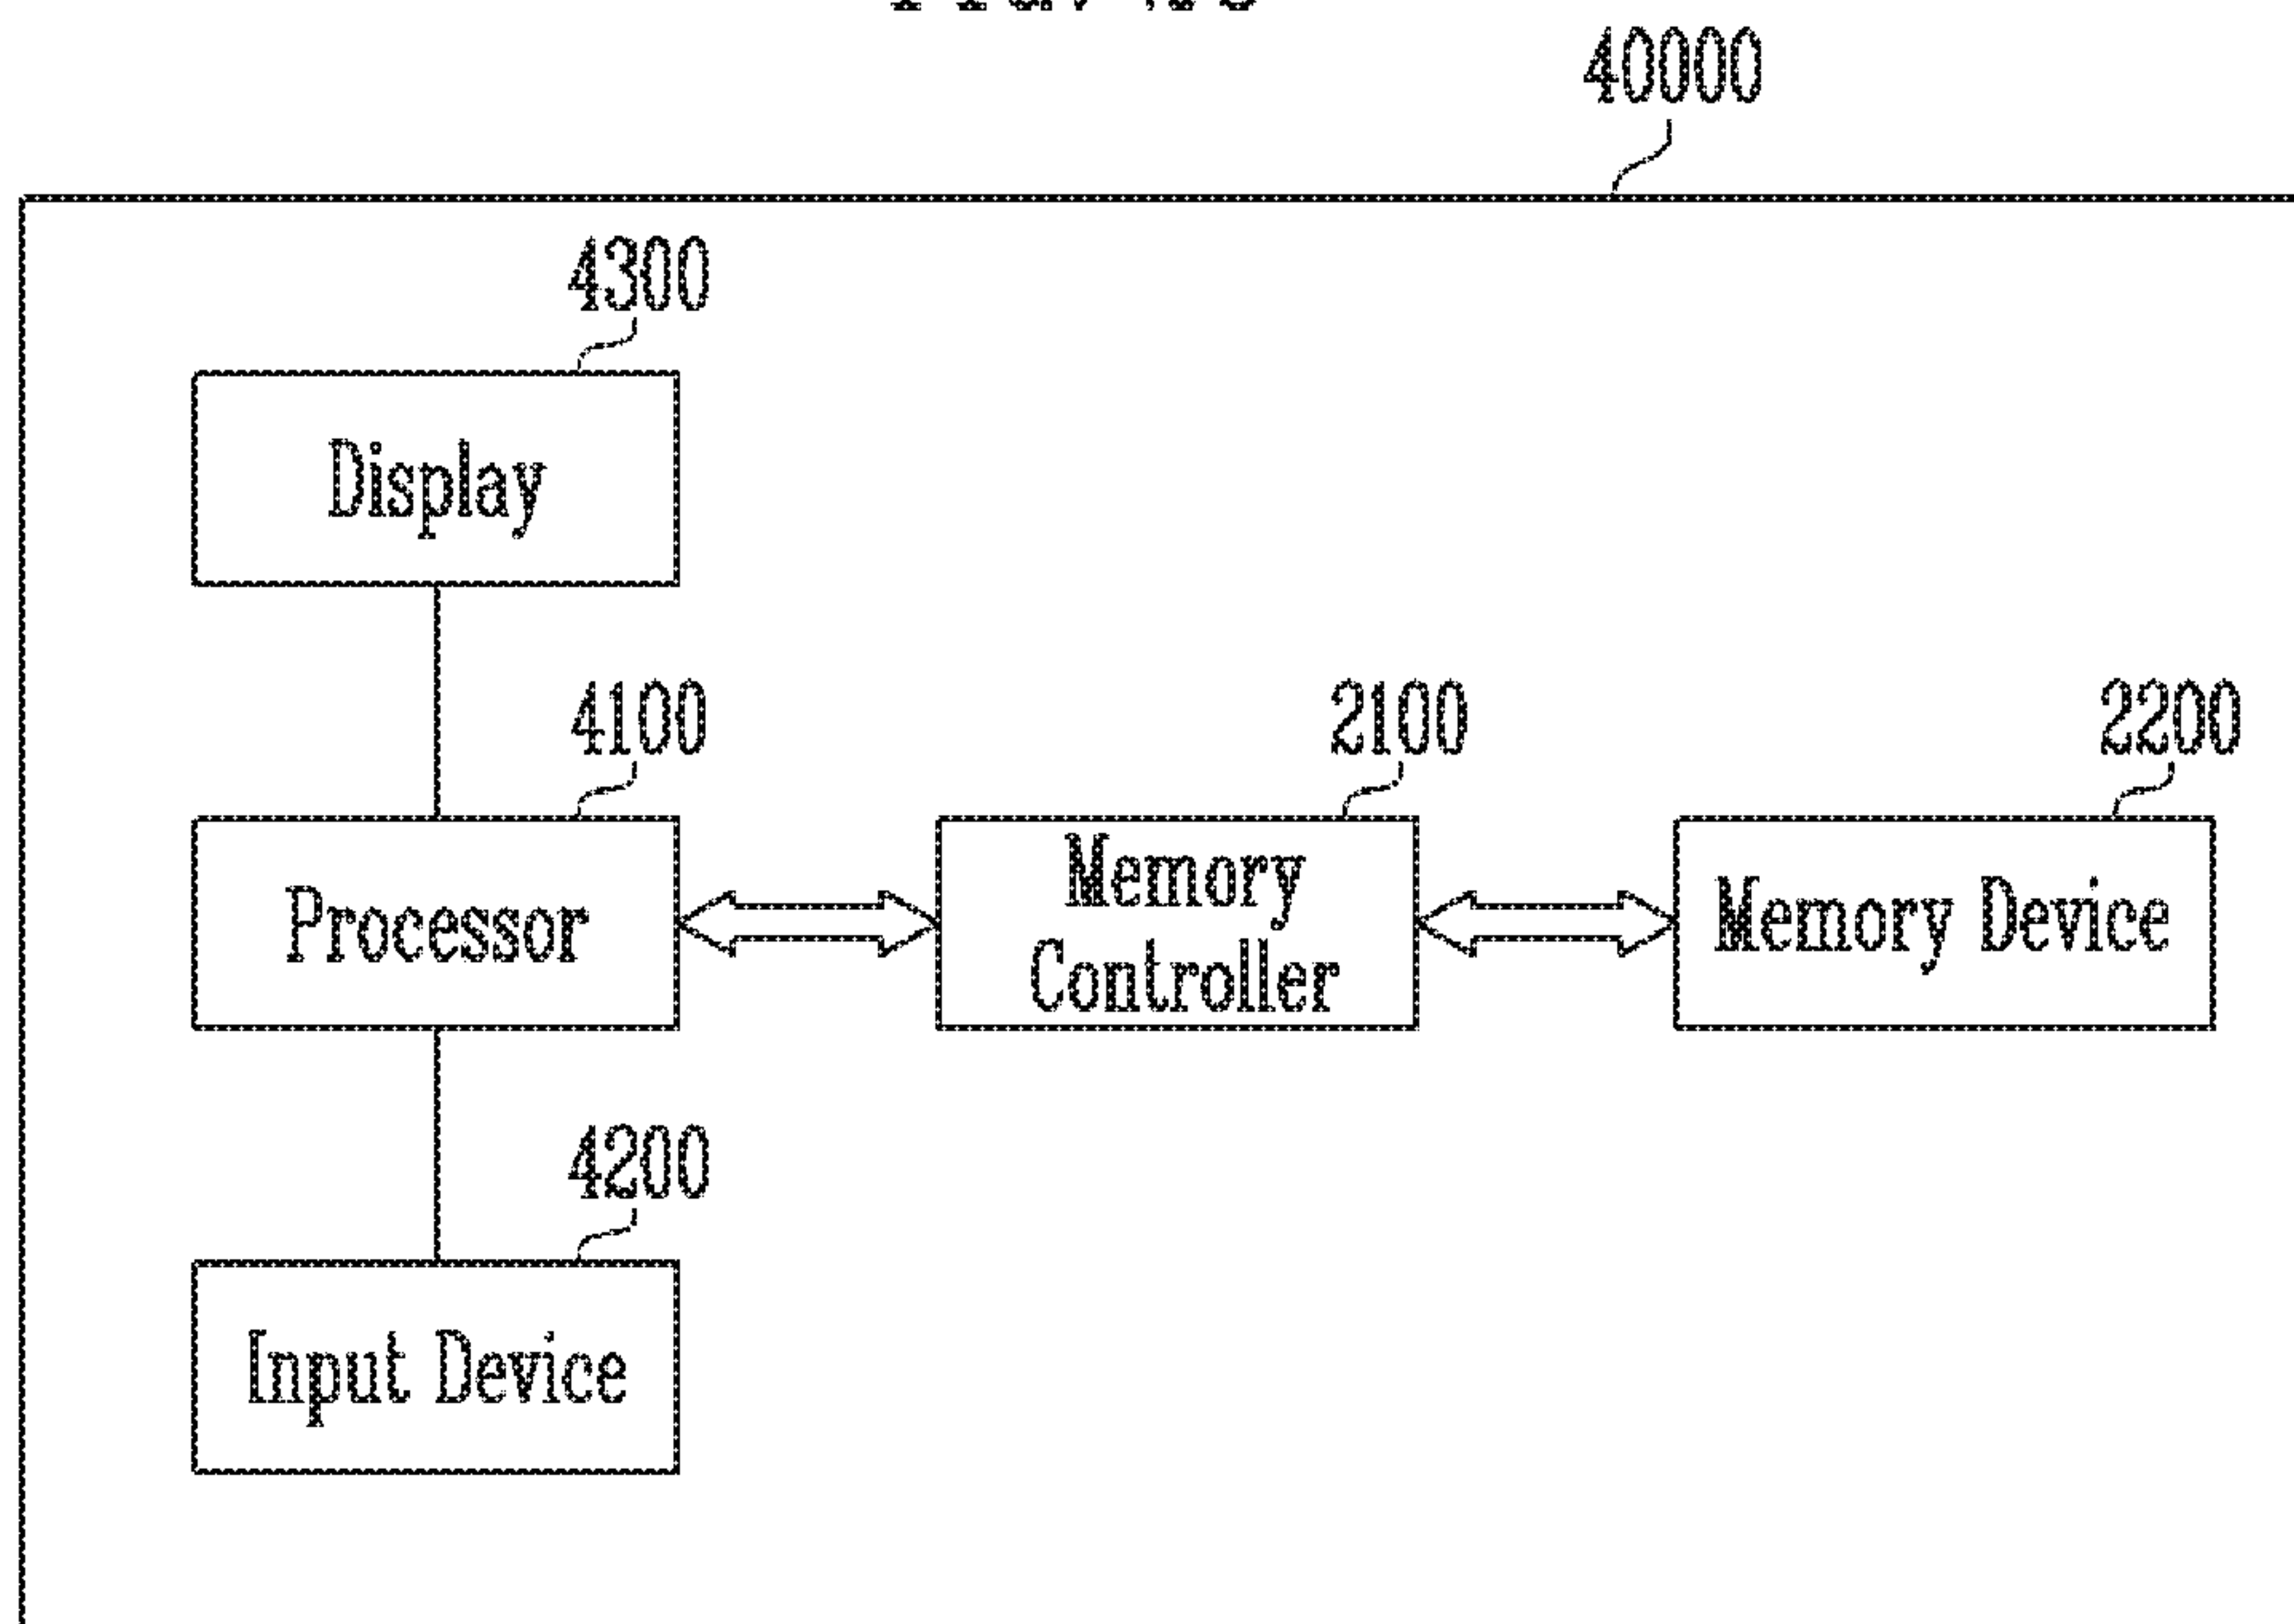 40000
4300
Display
4100
2100
2200
Processor
Memory
Controller
Memory Device
4200
Input Device